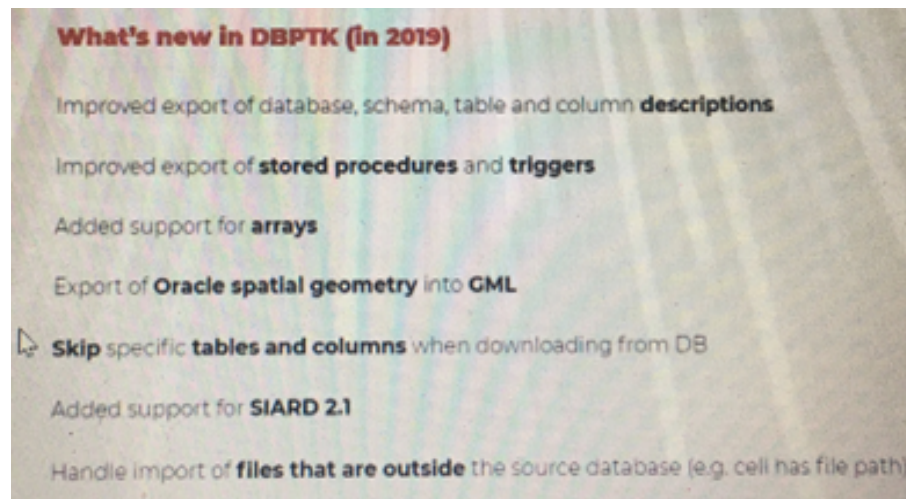 What's new in DBPTK (in 2019)
Improved export of database, schema, table and column descriptions
Improved export of stored procedures and triggers
Added support for arrays
Export of Oracle spatial geometry into GML
Skip specific tables and columns when downloading from DB
Added support for SIARD 2.1
Handle import of files that are outside the source database (e.g. cell has file path)